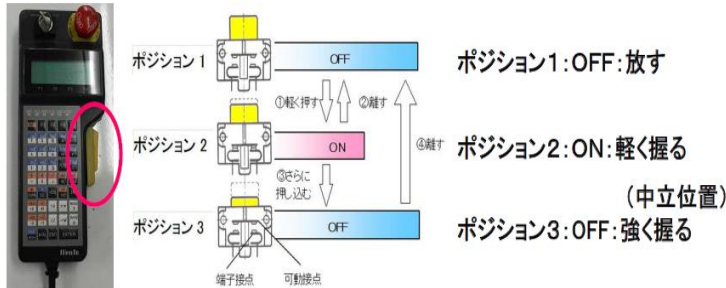 ポジション 1
OFF
ポジション1:OFF:放す
①軽く押す
②離す
ポジション 2
ON
④離す
ポジション2:ON:軽く握る
(中立位置)
③さらに
押し込む
ポジション 3
OFF
ポジション3:OFF:強く握る
端子接点
可動接点